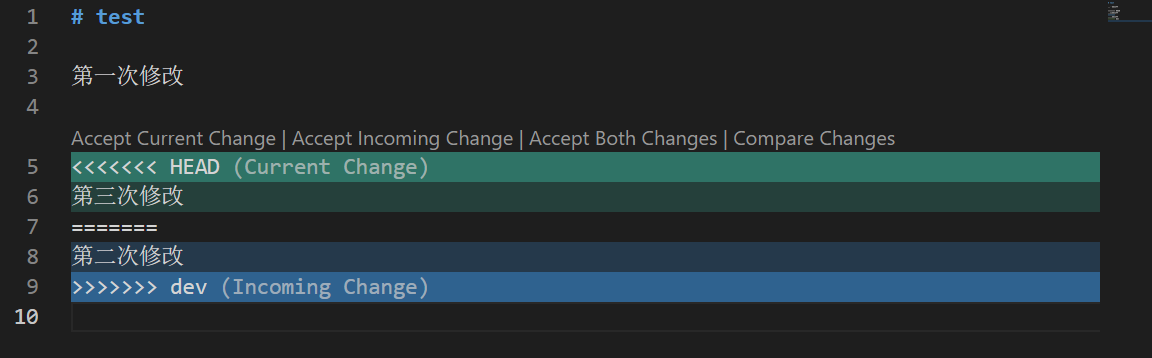 1 # test
2
3 第一次修改
4
Accept Current Change | Accept Incoming Change | Accept Both Changes | Compare Changes
5 <<<<<<< HEAD (Current Change)
6 第三次修改
7 =======
8 第二次修改
9 >>>>>>> dev (Incoming Change)
10